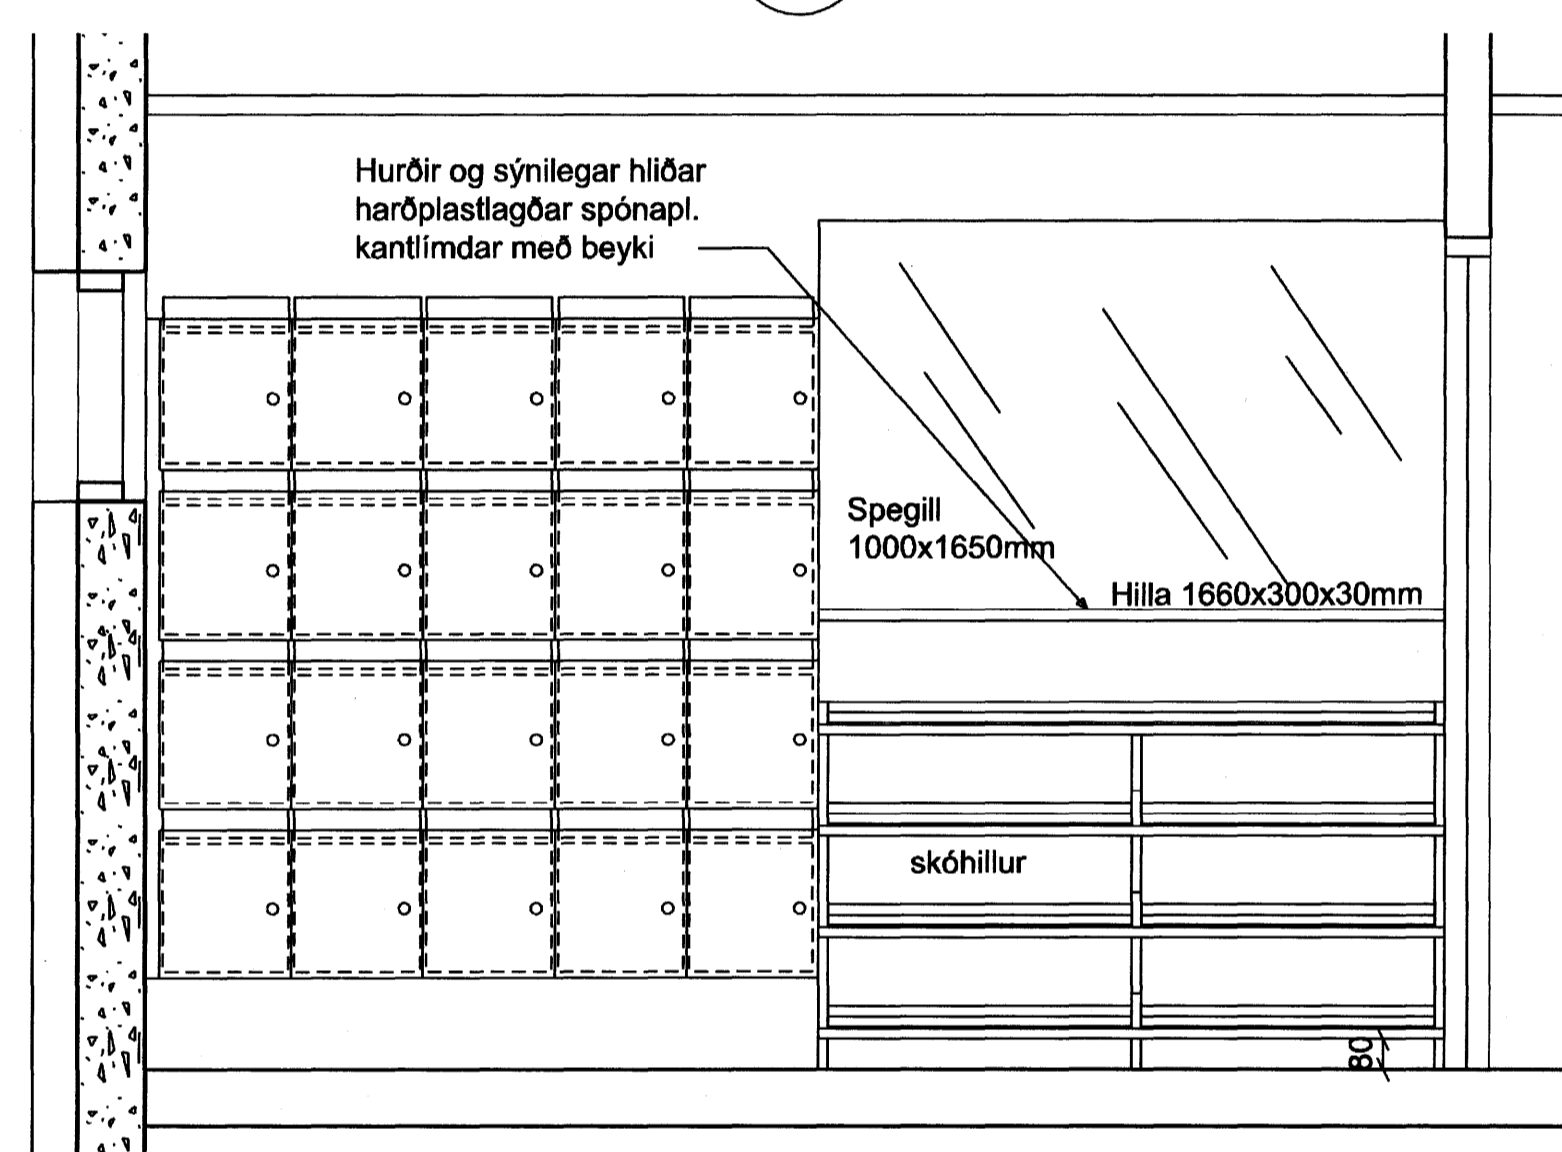 Hurðir og sýnilegar hliðar
harðplastlagðar spónapl.
kantlímdar með beyki
Spegill
1000x1650mm
Hilla 1660x300x30mm
skóhillur
80